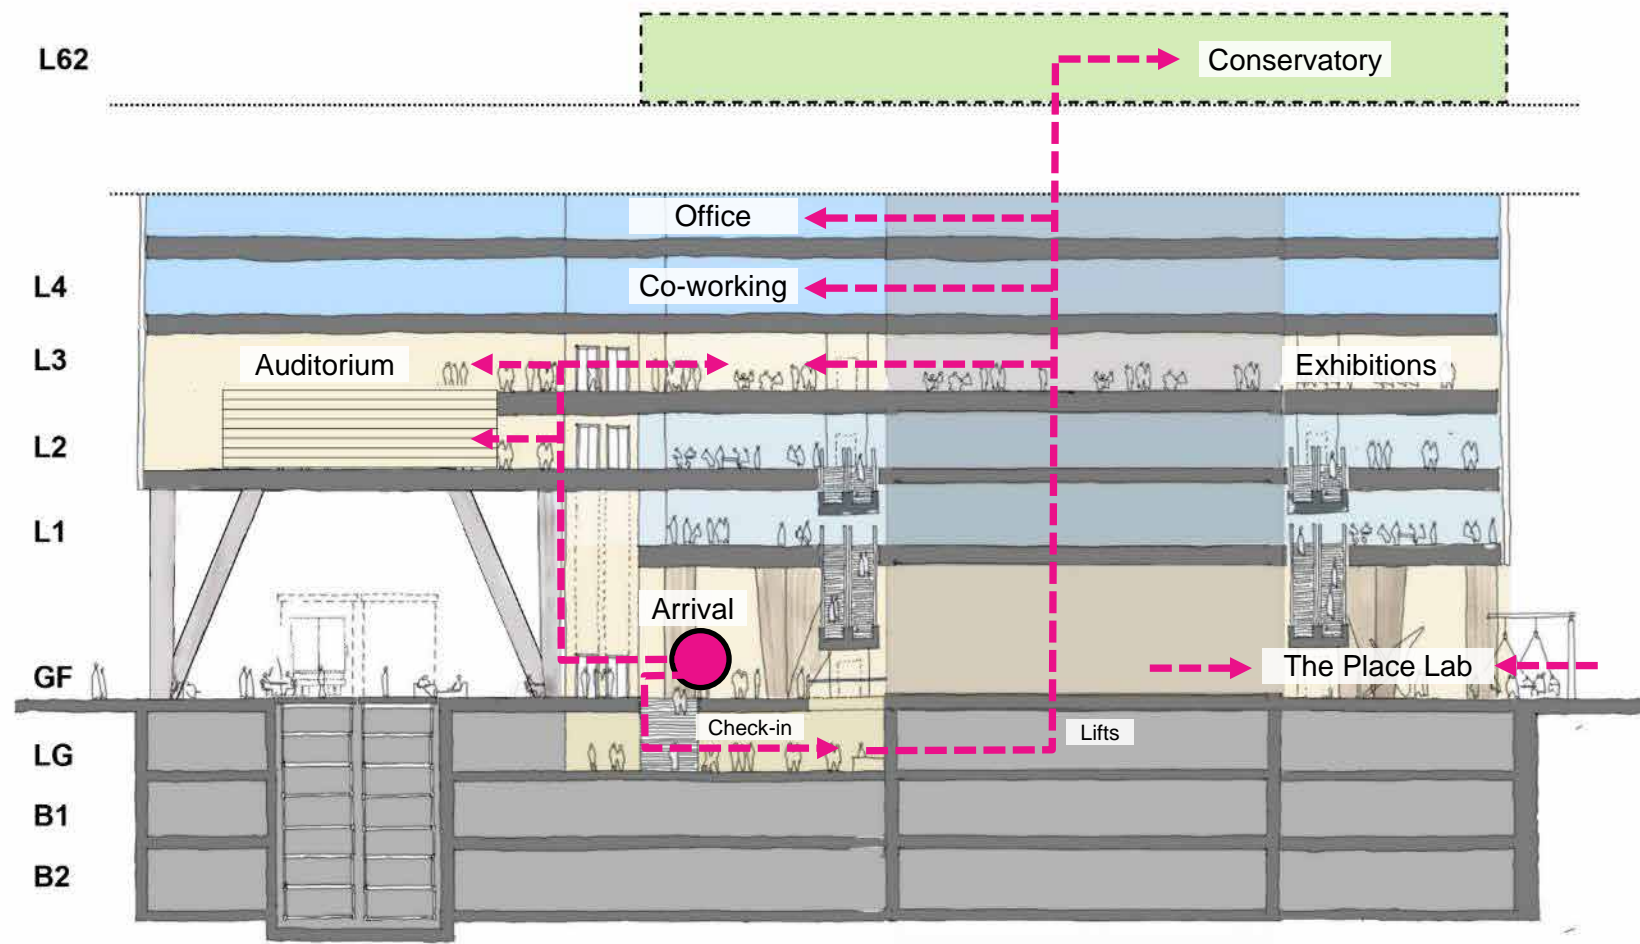 L62
Conservatory
Office
L4
Co-working
L3
Auditorium
Exhibitions
L2
L1
Arrival
GF
The Place Lab
LG
Check-in
Lifts
B1
B2